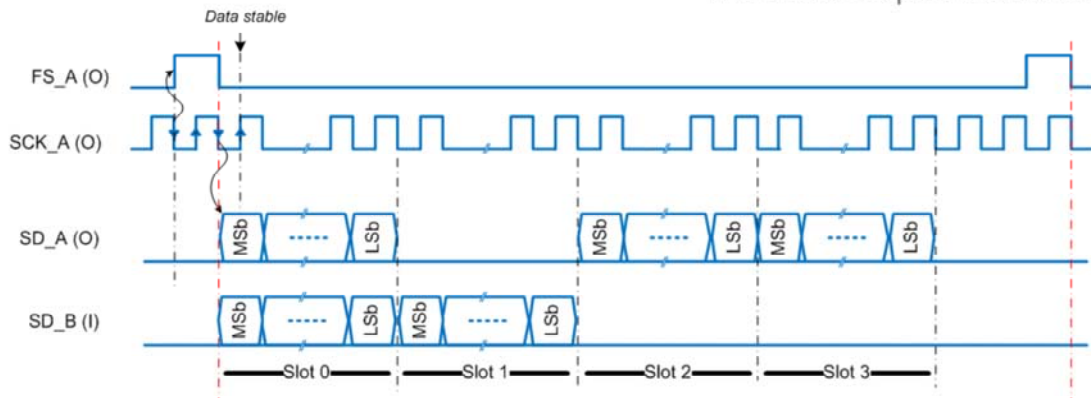 Data stable
FS_A (O)
SCK_A (O)
SD_A (O)
MSb
LSb
MSb
LSb
MSb
LSb
SD_B (I)
MSb
LSb
MSb
LSb
Slot 0
Slot 1
Slot 2
Slot 3